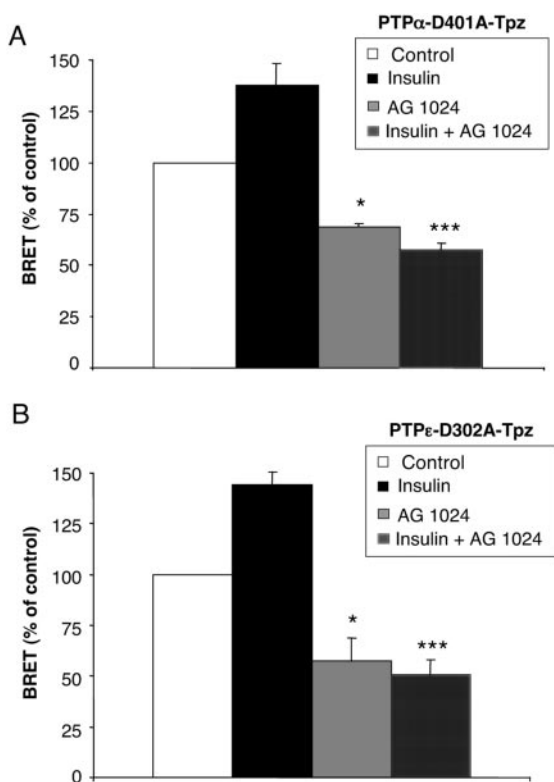 A
PTPα-D401A-Tpz
Control
Insulin
AG 1024
Insulin + AG 1024
BRET (% of control)
150
125
100
75
50
25
0
*
***
B
PTPε-D302A-Tpz
Control
Insulin
AG 1024
Insulin + AG 1024
BRET (% of control)
150
125
100
75
50
25
0
*
***